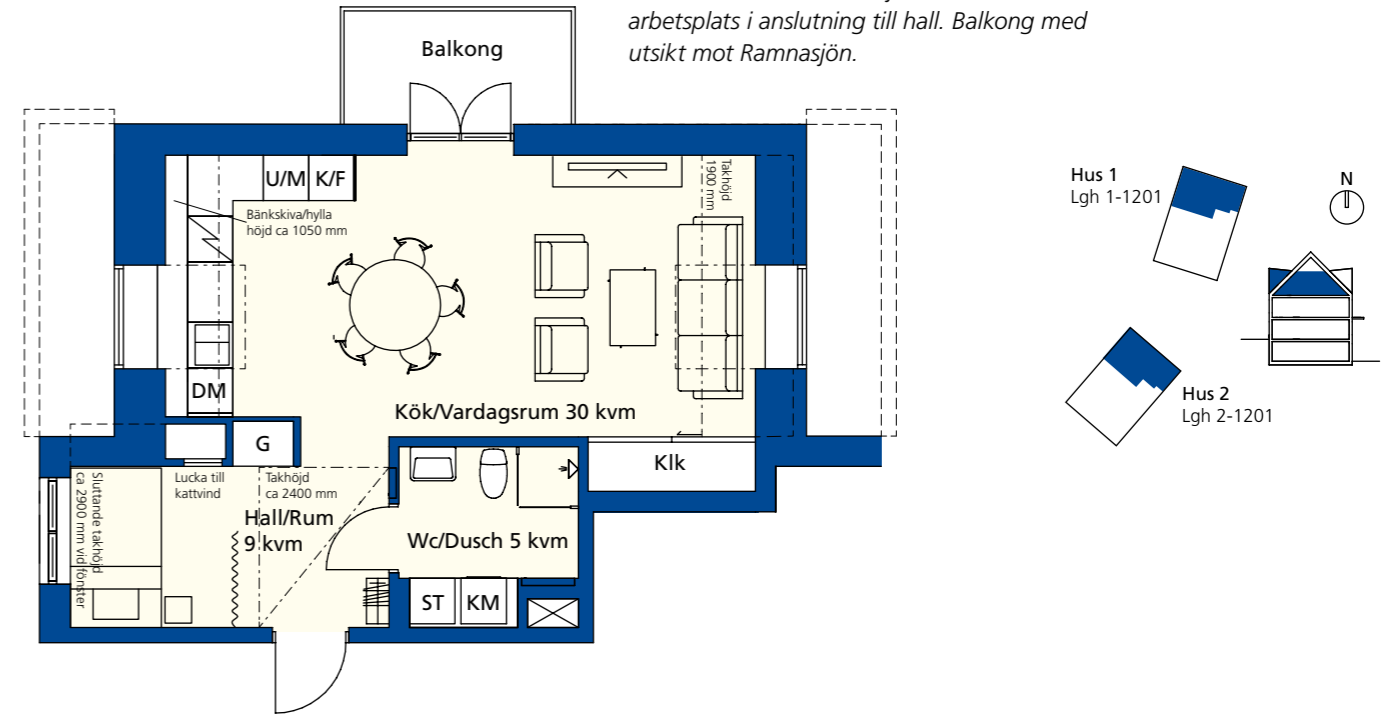 arbetsplats i anslutning till hall. Balkong med
utsikt mot Ramnasjön.
Balkong
U/M
K/F
Bänkskiva/hylla
höjd ca 1050 mm
Takhöjd
1900 mm
DM
Kök/Vardagsrum 30 kvm
G
Klk
Sluttande takhöjd
ca 2900 mm vid fönster
Lucka till
kattvind
Takhöjd
ca 2400 mm
Hall/Rum
9 kvm
Wc/Dusch 5 kvm
ST
KM
Hus 1
Lgh 1-1201
N
Hus 2
Lgh 2-1201